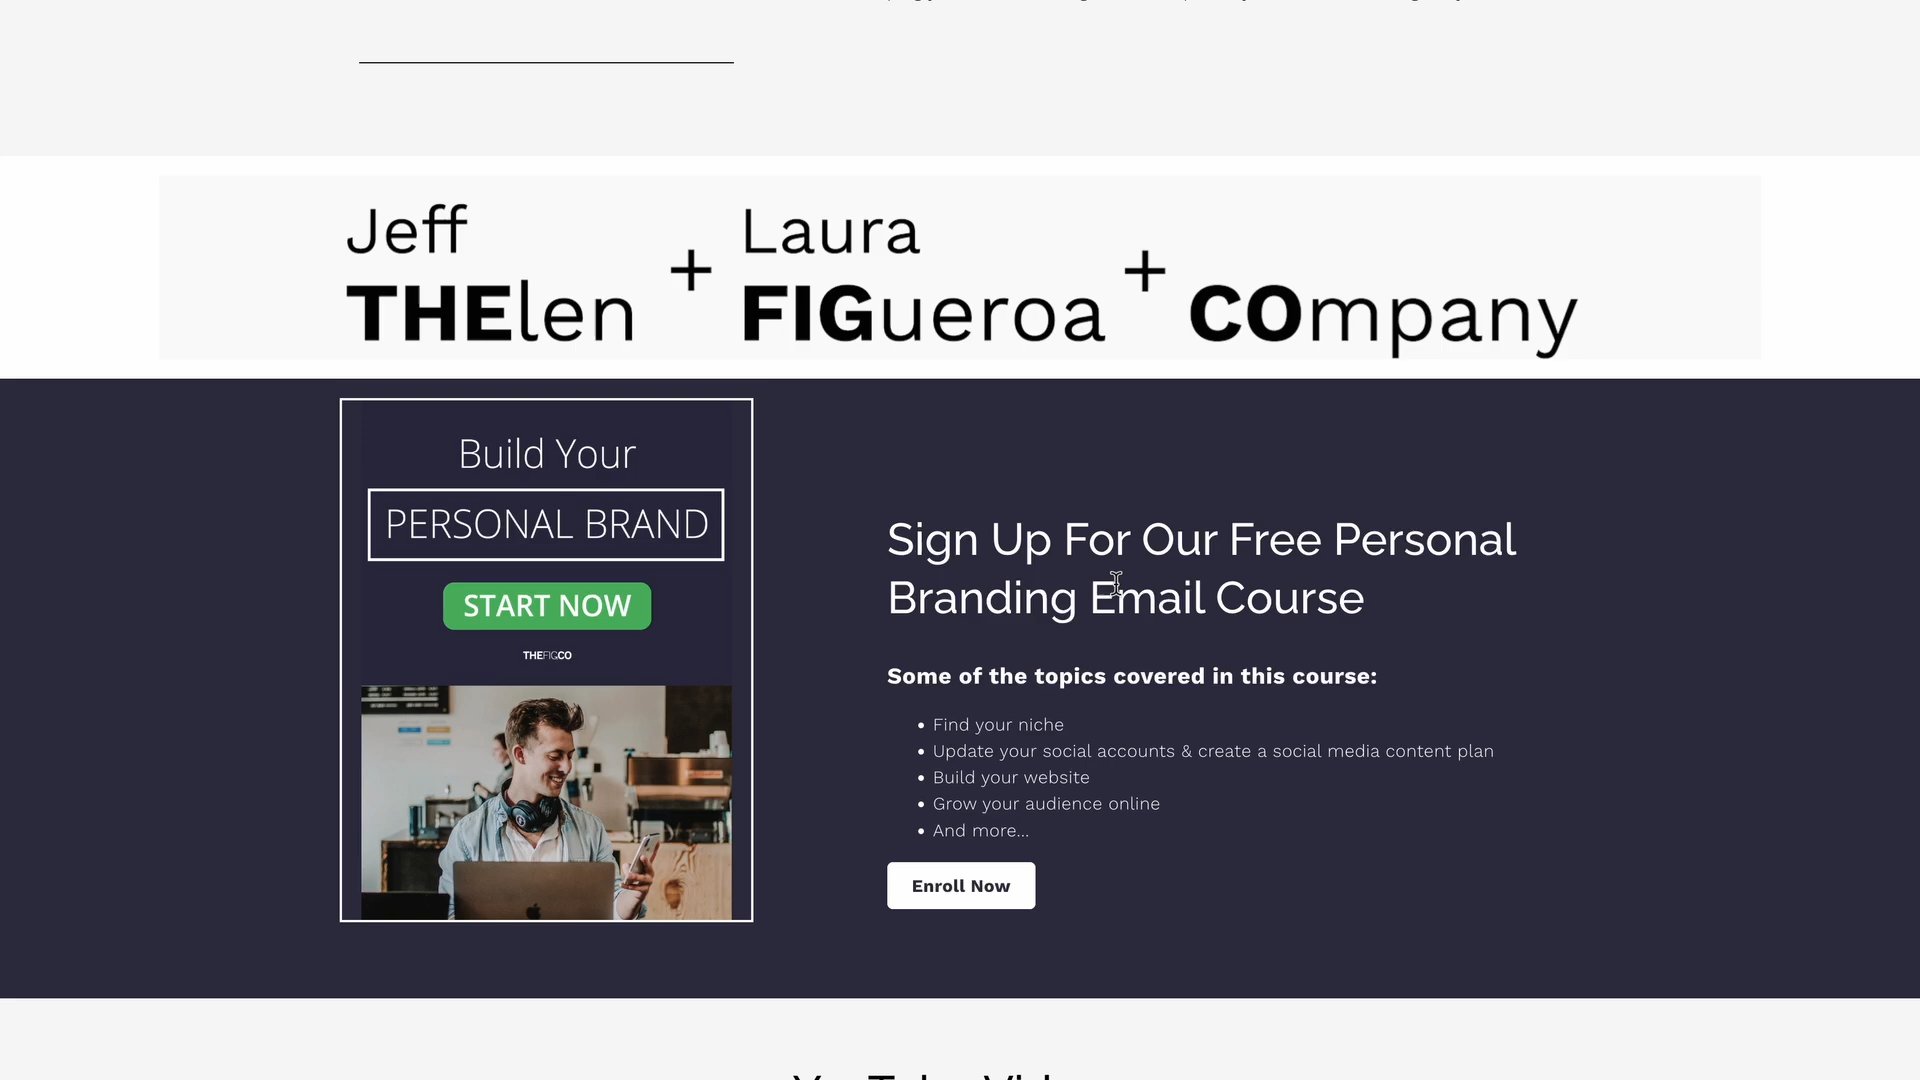 Jeff
THElen
+
Laura
FIGueroa
+
COmpany
Build Your
PERSONAL BRAND
START NOW
THEFIGCO
Sign Up For Our Free Personal
Branding Email Course
Some of the topics covered in this course:
• Find your niche
• Update your social accounts & create a social media content plan
• Build your website
• Grow your audience online
• And more...
Enroll Now